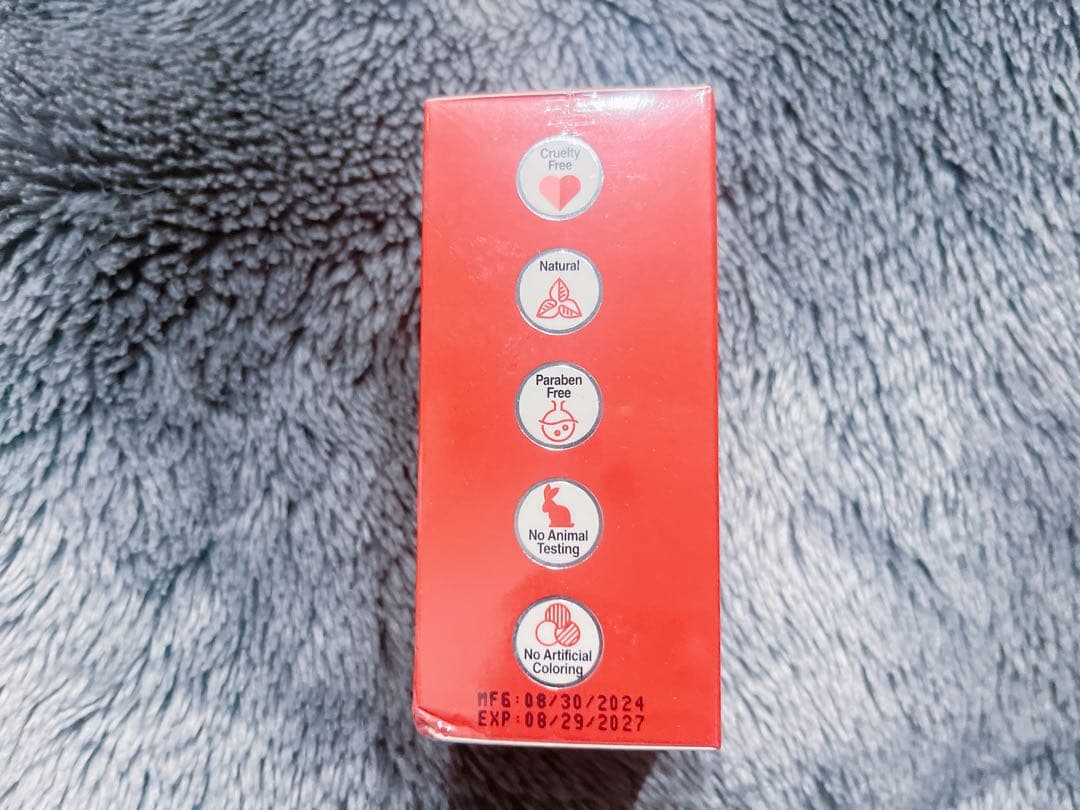 Cruelty
Free
Natural
Paraben
Free
No Animal
Testing
No Artificial
Coloring
MFG:08/30/2024
EXP:08/29/2027